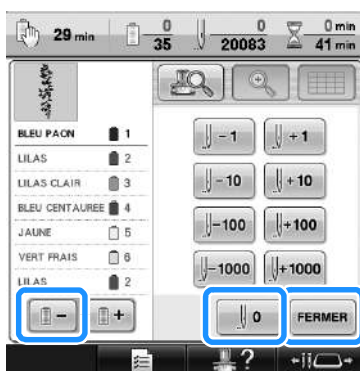 29 min 0 0 0 min
35 20083 41 min
BLEU PAON 1
LILAS 2
LILAS CLAIR 3
BLEU CENTAUREE 4
JAUNE 5
VERT FRAIS 6
LILAS 2
-1 +1
-10 +10
-100 +100
-1000 +1000
- + 0 FERMER
?